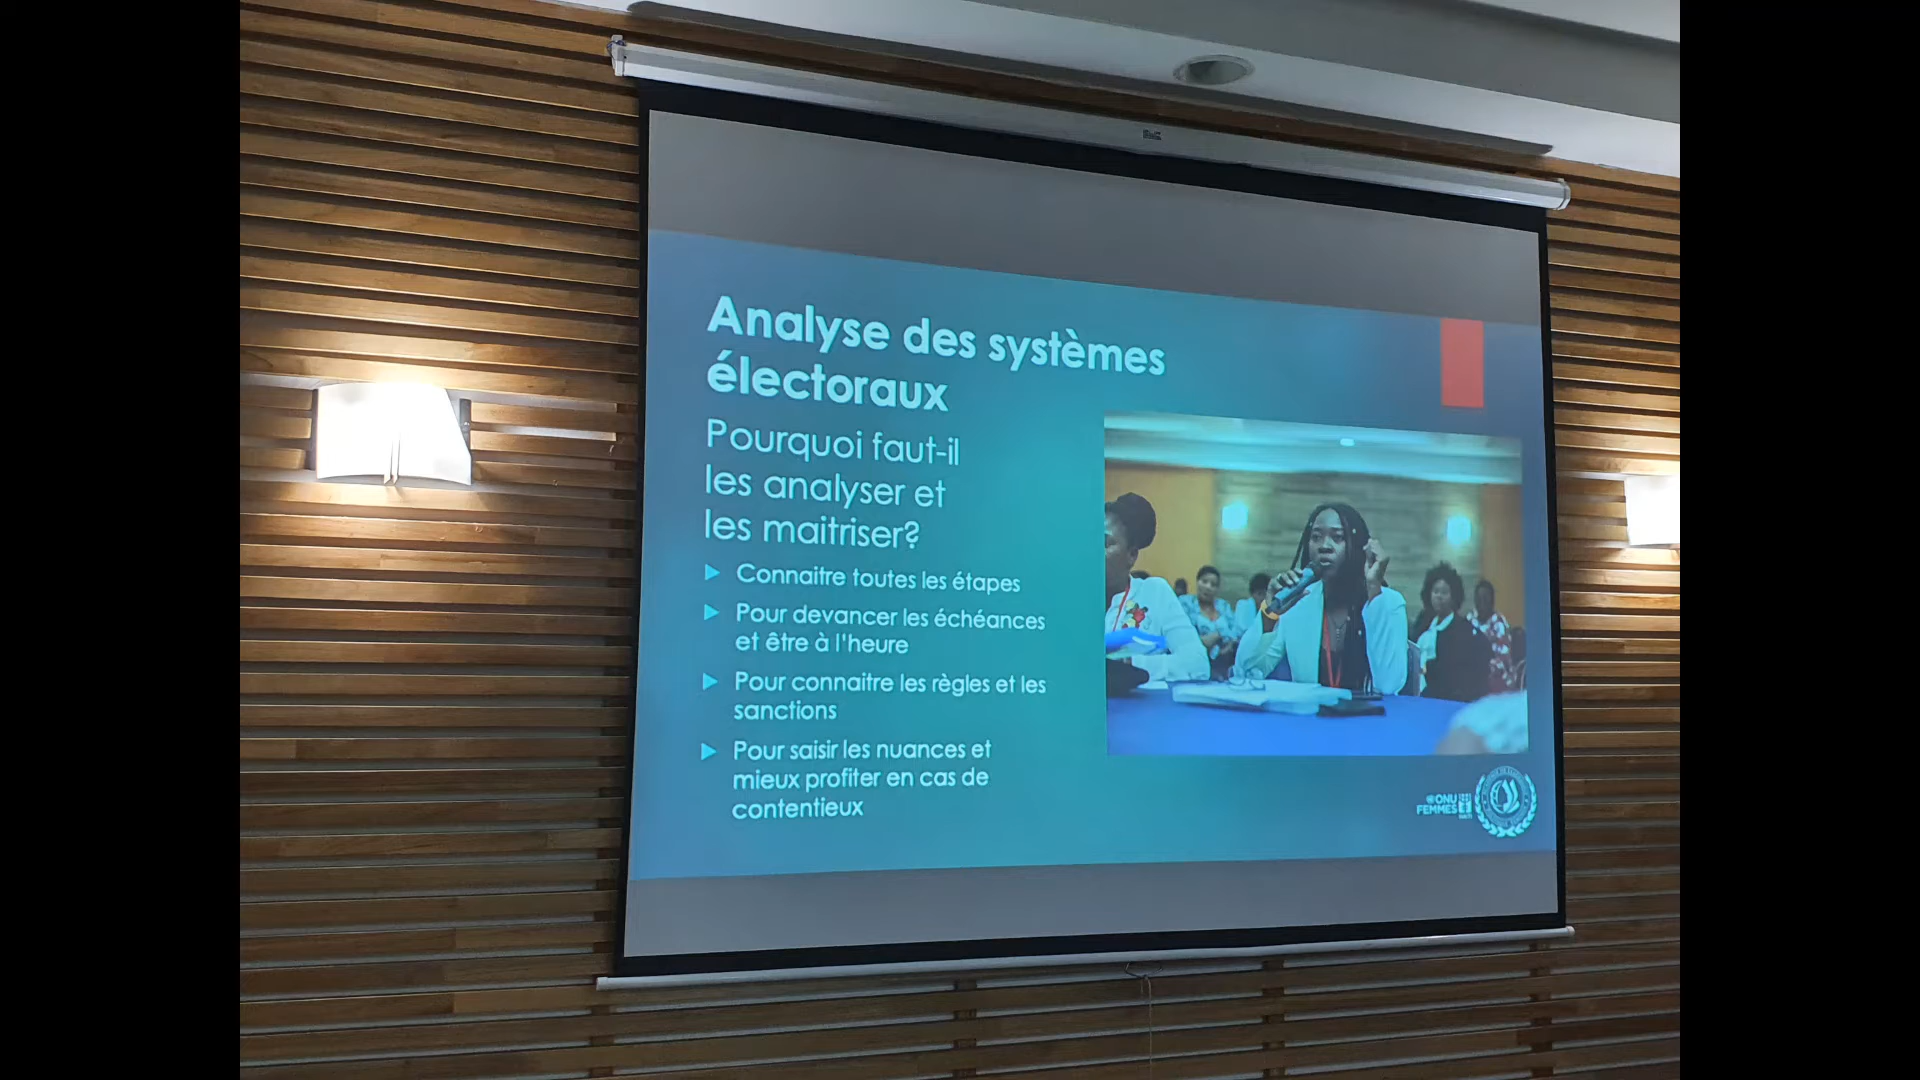 Analyse des systèmes
électoraux
Pourquoi faut-il
les analyser et
les maitriser?
Connaitre toutes les étapes
Pour devancer les échéances
et être à l'heure
Pour connaitre les règles et les
sanctions
Pour saisir les nuances et
mieux profiter en cas de
contentieux
ONU
FEMMES